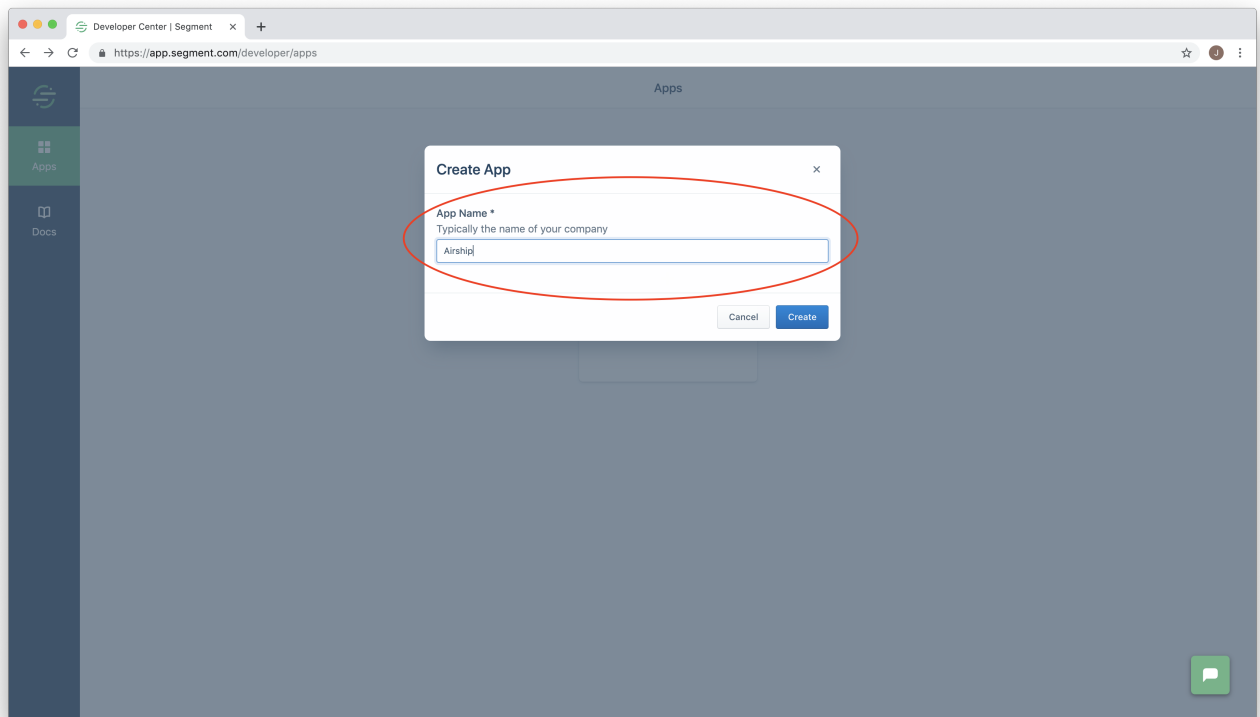 Developer Center | Segment
https://app.segment.com/developer/apps
J
Apps
Apps
Docs
Create App
App Name *
Typically the name of your company
Airship
Cancel
Create